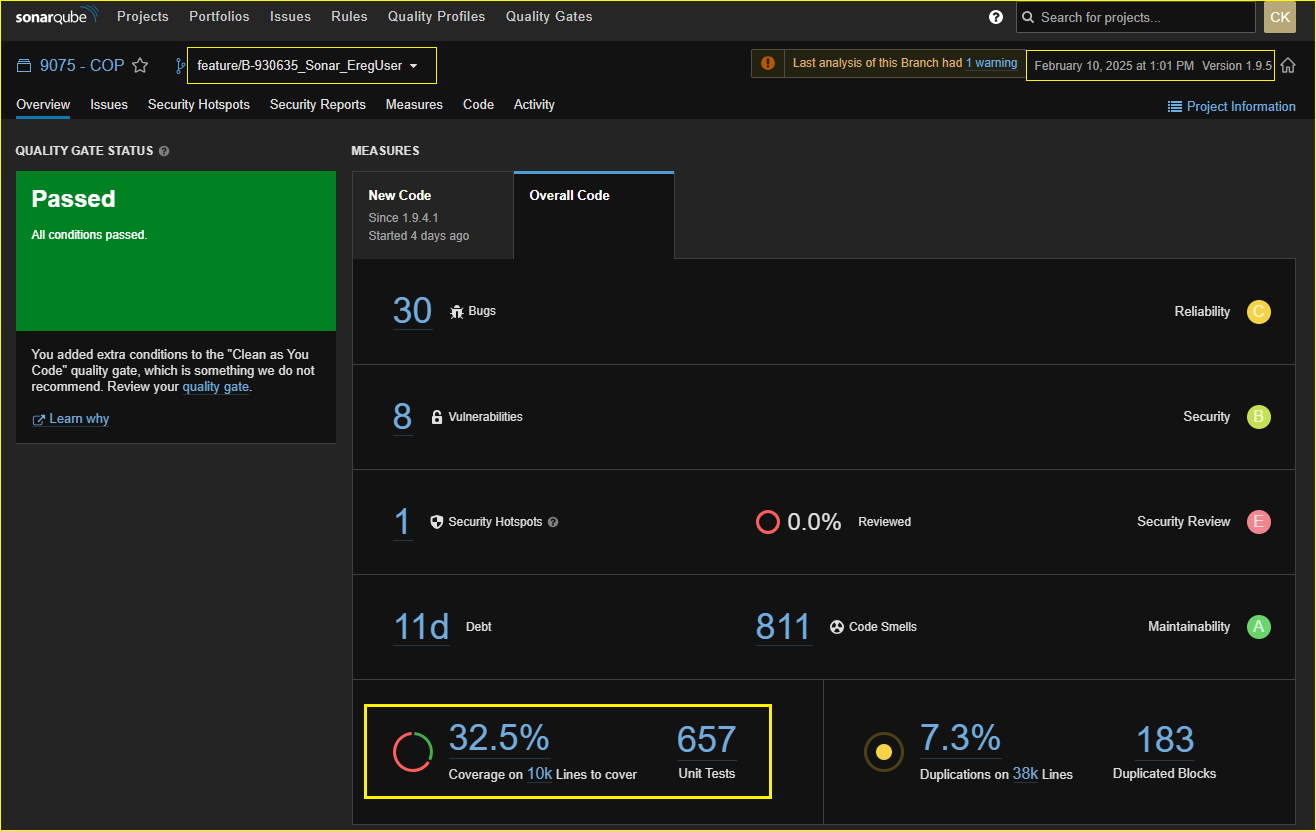 sonarqube Projects Portfolios Issues Rules Quality Profiles Quality Gates ? Search for projects... CK
9075 - COP feature/B-930635_Sonar_EregUser Last analysis of this Branch had 1 warning February 10, 2025 at 1:01 PM Version 1.9.5
Overview Issues Security Hotspots Security Reports Measures Code Activity Project Information
QUALITY GATE STATUS ?
Passed
All conditions passed.
You added extra conditions to the "Clean as You
Code" quality gate, which is something we do not
recommend. Review your quality gate.
Learn why
MEASURES
New Code
Since 1.9.4.1
Started 4 days ago
Overall Code
30 Bugs Reliability C
8 Vulnerabilities Security B
1 Security Hotspots ? 0.0% Reviewed Security Review E
11d Debt 811 Code Smells Maintainability A
32.5%
Coverage on 10k Lines to cover
657
Unit Tests
7.3%
Duplications on 38k Lines
183
Duplicated Blocks